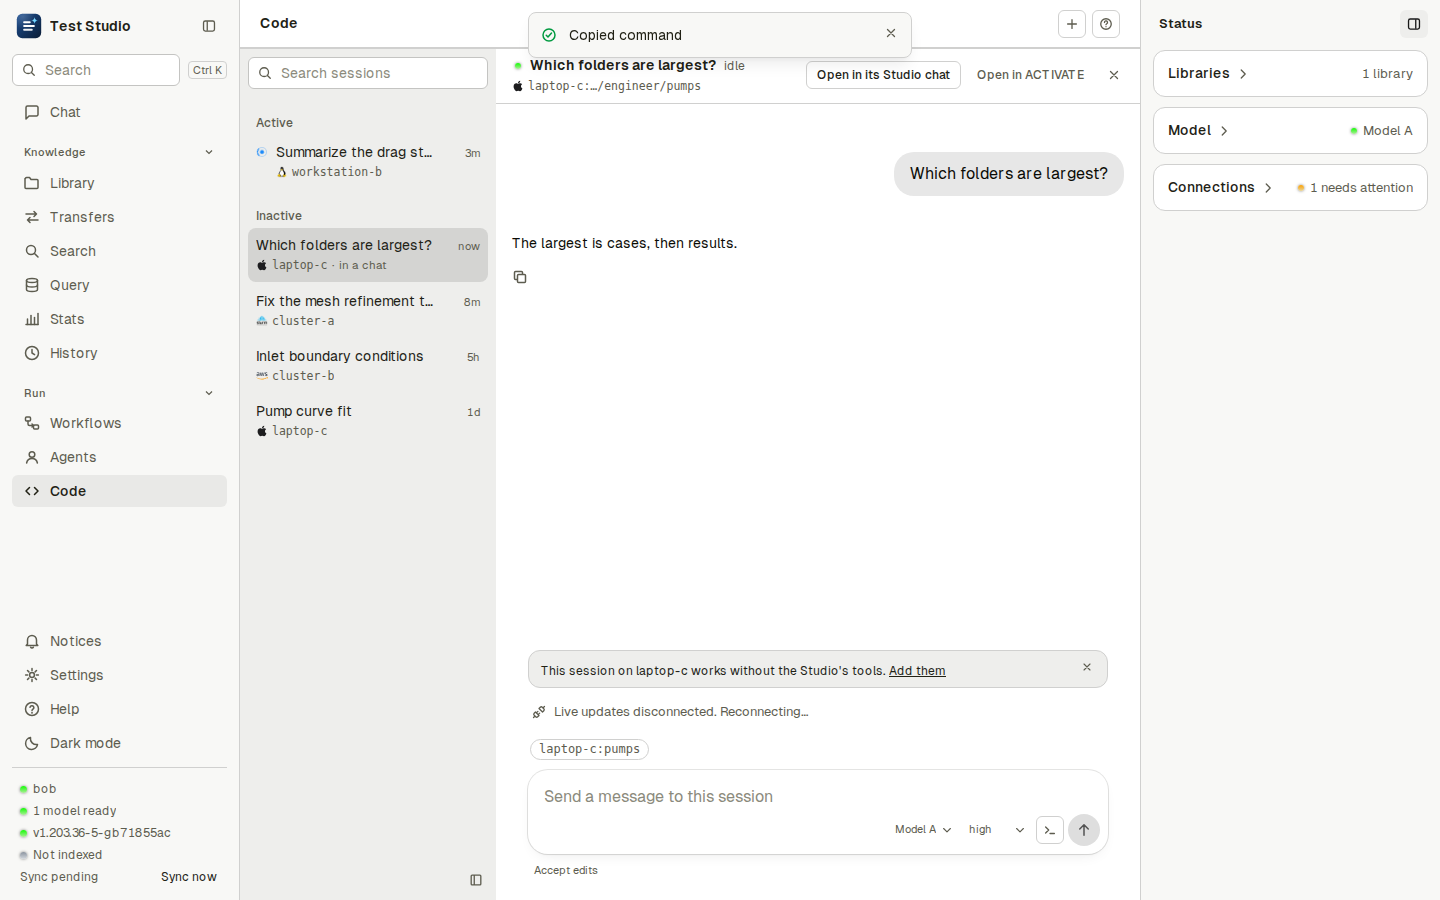 Test Studio
Search
Ctrl K
Chat
Knowledge
Library
Transfers
Search
Query
Stats
History
Run
Workflows
Agents
Code
Notices
Settings
Help
Dark mode
bob
1 model ready
v1.203.36-5-gb71855ac
Not indexed
Sync pending
Sync now
Code
Copied command
Search sessions
Active
Summarize the drag st…
3m
workstation-b
Inactive
Which folders are largest?
now
laptop-c · in a chat
Fix the mesh refinement t…
8m
cluster-a
Inlet boundary conditions
5h
aws
cluster-b
Pump curve fit
1d
laptop-c
Which folders are largest? idle
laptop-c:…/engineer/pumps
Open in its Studio chat
Open in ACTIVATE
Which folders are largest?
The largest is cases, then results.
This session on laptop-c works without the Studio's tools. Add them
Live updates disconnected. Reconnecting…
laptop-c:pumps
Send a message to this session
Model A
high
Accept edits
Status
Libraries
1 library
Model
Model A
Connections
1 needs attention